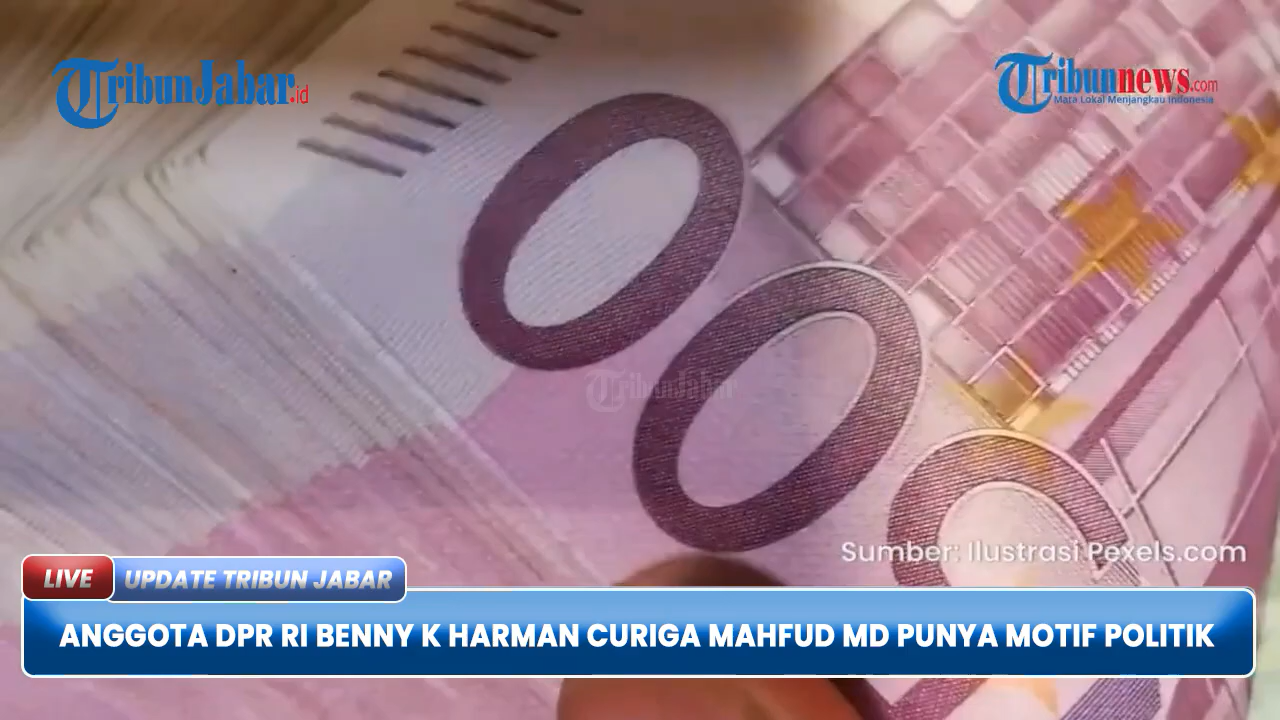 TribunJabar.id
Tribunnews.com
Mata Lokal Menjangkau Indonesia
00
TribunJabar
Sumber: Ilustrasi Pexels.com
LIVE
UPDATE TRIBUN JABAR
ANGGOTA DPR RI BENNY K HARMAN CURIGA MAHFUD MD PUNYA MOTIF POLITIK